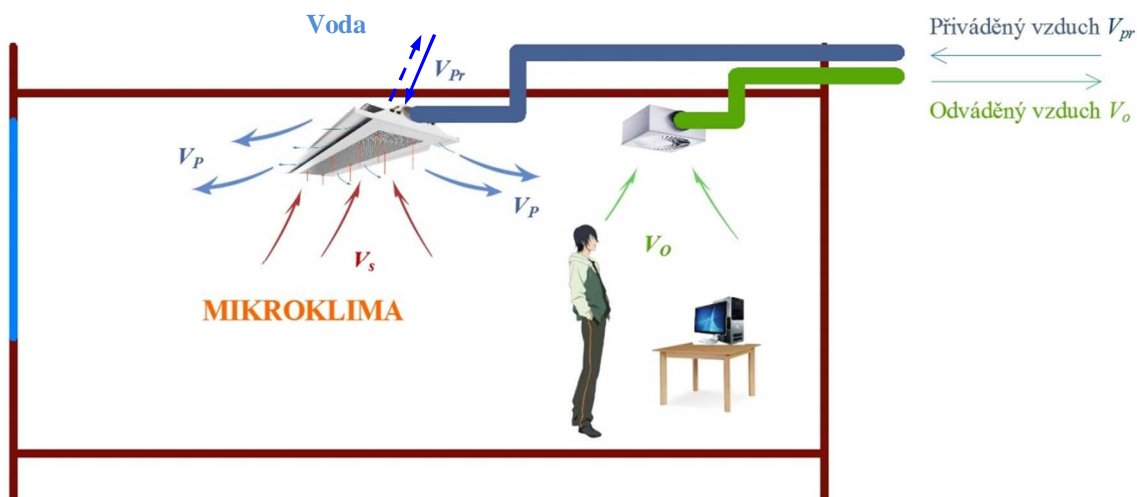 Voda
Přiváděný vzduch V_pr
V_Pr
Odváděný vzduch V_o
V_P
V_P
V_s
V_O
MIKROKLIMA